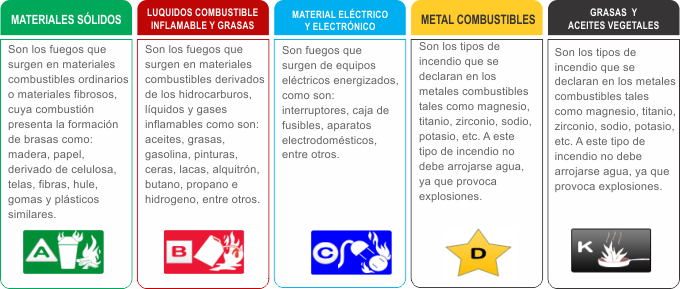 MATERIALES SÓLIDOS
Son los fuegos que
surgen en materiales
combustibles ordinarios
o materiales fibrosos,
cuya combustión
presenta la formación
de brasas como:
madera, papel,
derivado de celulosa,
telas, fibras, hule,
gomas y plásticos
similares.
A
LUQUIDOS COMBUSTIBLE
INFLAMABLE Y GRASAS
Son los fuegos que
surgen en materiales
combustibles derivados
de los hidrocarburos,
líquidos y gases
inflamables como son:
aceites, grasas,
gasolina, pinturas,
ceras, lacas, alquitrón,
butano, propano e
hidrogeno, entre otros.
B
MATERIAL ELÉCTRICO
Y ELECTRÓNICO
Son fuegos que
surgen de equipos
eléctricos energizados,
como son:
interruptores, caja de
fusibles, aparatos
electrodomésticos,
entre otros.
C
METAL COMBUSTIBLES
Son los tipos de
incendio que se
declaran en los
metales combustibles
tales como magnesio,
titanio, zirconio, sodio,
potasio, etc. A este
tipo de incendio no
debe arrojarse agua,
ya que provoca
explosiones.
D
GRASAS Y
ACEITES VEGETALES
Son los tipos de
incendio que se
declaran en los metales
combustibles tales
como magnesio, titanio,
zirconio, sodio, potasio,
etc. A este tipo de
incendio no debe
arrojarse agua, ya que
provoca explosiones.
K